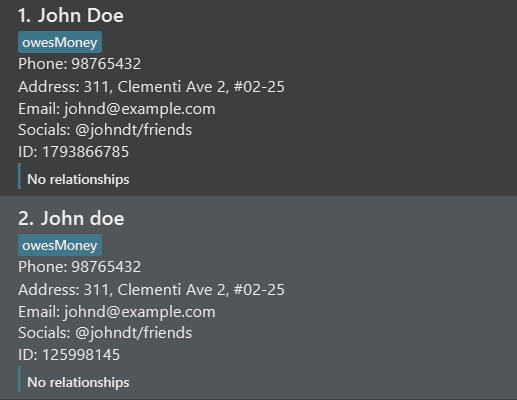 1. John Doe
owesMoney
Phone: 98765432
Address: 311, Clementi Ave 2, #02-25
Email: johnd@example.com
Socials: @johndt/friends
ID: 1793866785
No relationships
2. John doe
owesMoney
Phone: 98765432
Address: 311, Clementi Ave 2, #02-25
Email: johnd@example.com
Socials: @johndt/friends
ID: 125998145
No relationships